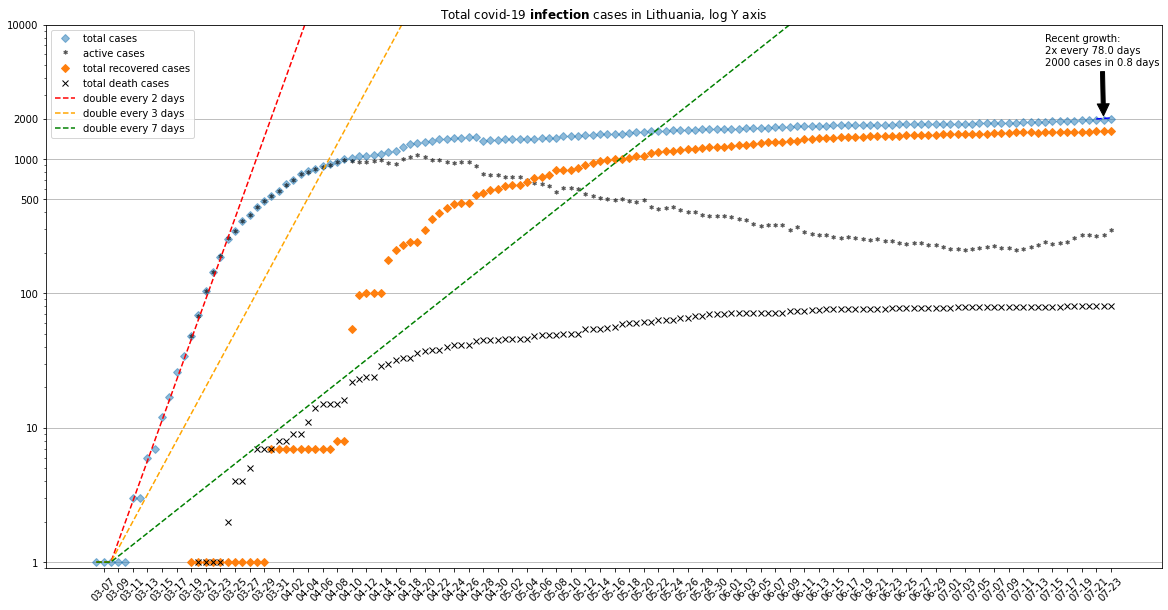 Total covid-19 infection cases in Lithuania, log Y axis
total cases
active cases
total recovered cases
total death cases
double every 2 days
double every 3 days
double every 7 days
Recent growth:
2x every 78.0 days
2000 cases in 0.8 days
10000
2000
1000
500
100
10
1
03-07 03-09 03-11 03-13 03-15 03-17 03-19 03-21 03-23 03-25 03-27 03-29 03-31 04-02 04-04 04-06 04-08 04-10 04-12 04-14 04-16 04-18 04-20 04-22 04-24 04-26 04-28 04-30 05-02 05-04 05-06 05-08 05-10 05-12 05-14 05-16 05-18 05-20 05-22 05-24 05-26 05-28 05-30 06-01 06-03 06-05 06-07 06-09 06-11 06-13 06-15 06-17 06-19 06-21 06-23 06-25 06-27 06-29 07-01 07-03 07-05 07-07 07-09 07-11 07-13 07-15 07-17 07-19 07-21 07-23